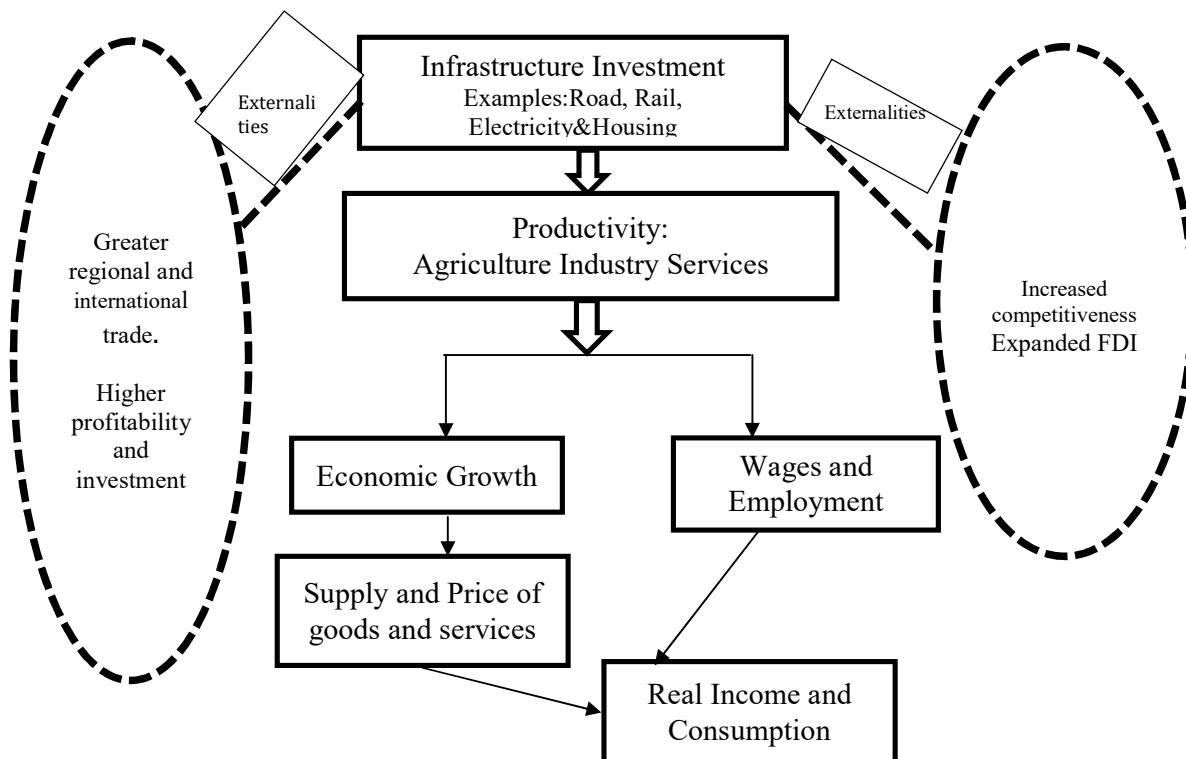 Infrastructure Investment
Examples:Road, Rail,
Electricity&Housing
Externali
ties
Externalities
Productivity:
Agriculture Industry Services
Greater
regional and
international
trade.
Higher
profitability
and
investment
Increased
competitiveness
Expanded FDI
Economic Growth
Wages and
Employment
Supply and Price of
goods and services
Real Income and
Consumption